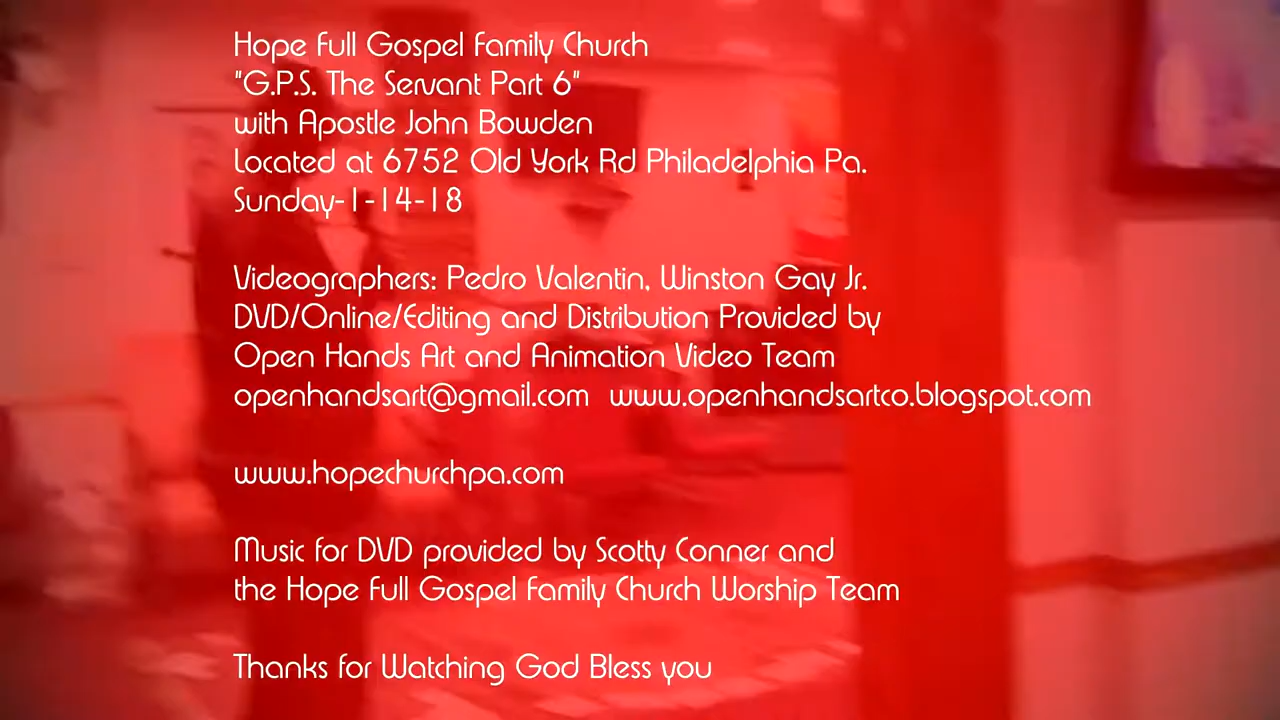 Hope Full Gospel Family Church
"G.P.S. The Servant Part 6"
with Apostle John Bowden
Located at 6752 Old York Rd Philadelphia Pa.
Sunday-1-14-18
Videographers: Pedro Valentin, Winston Gay Jr.
DVD/Online/Editing and Distribution Provided by
Open Hands Art and Animation Video Team
openhandsart@gmail.com www.openhandsartco.blogspot.com
www.hopechurchpa.com
Music for DVD provided by Scotty Conner and
the Hope Full Gospel Family Church Worship Team
Thanks for Watching God Bless you